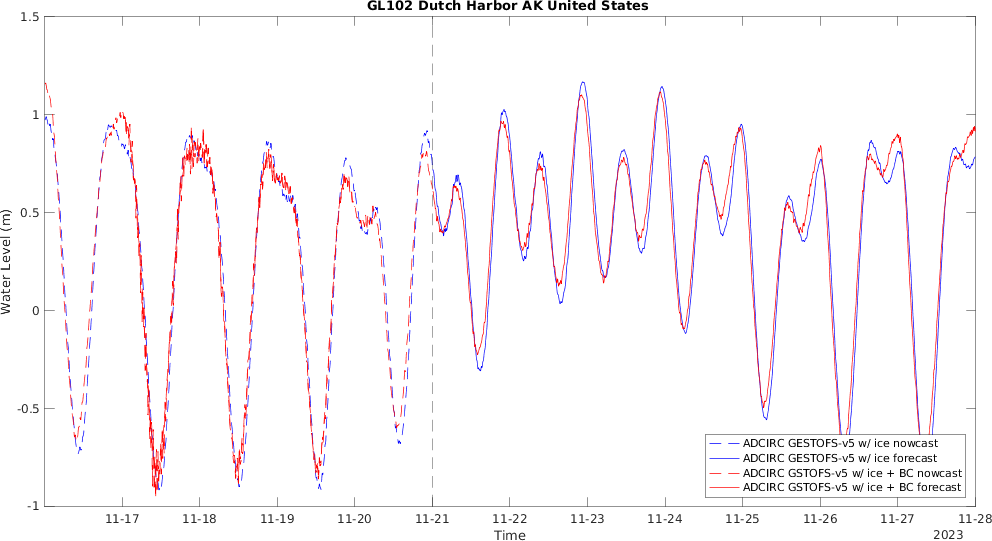 GL102 Dutch Harbor AK United States
1.5
1
0.5
0
-0.5
-1
Water Level (m)
ADCIRC GESTOFS-v5 w/ ice nowcast
ADCIRC GESTOFS-v5 w/ ice forecast
ADCIRC GSTOFS-v5 w/ ice + BC nowcast
ADCIRC GSTOFS-v5 w/ ice + BC forecast
11-17 11-18 11-19 11-20 11-21 11-22 11-23 11-24 11-25 11-26 11-27 11-28
Time
2023